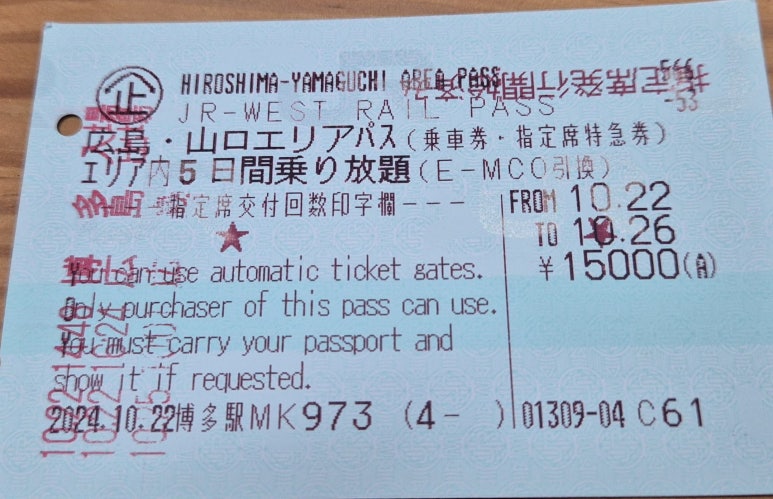 止 HIROSHIMA-YAMAGUCHI AREA PASS
JR-WEST RAIL PASS
広島・山口エリアパス(乗車券・指定席特急券)
エリア内5日間乗り放題(E-MCO引換)
---指定席交付回数印字欄---
FROM 10.22
TO 10.26
¥15000(A)
You can use automatic ticket gates.
Only purchaser of this pass can use.
You must carry your passport and
show it if requested.
2024.10.22博多駅MK973 (4- ) 01309-04 C61